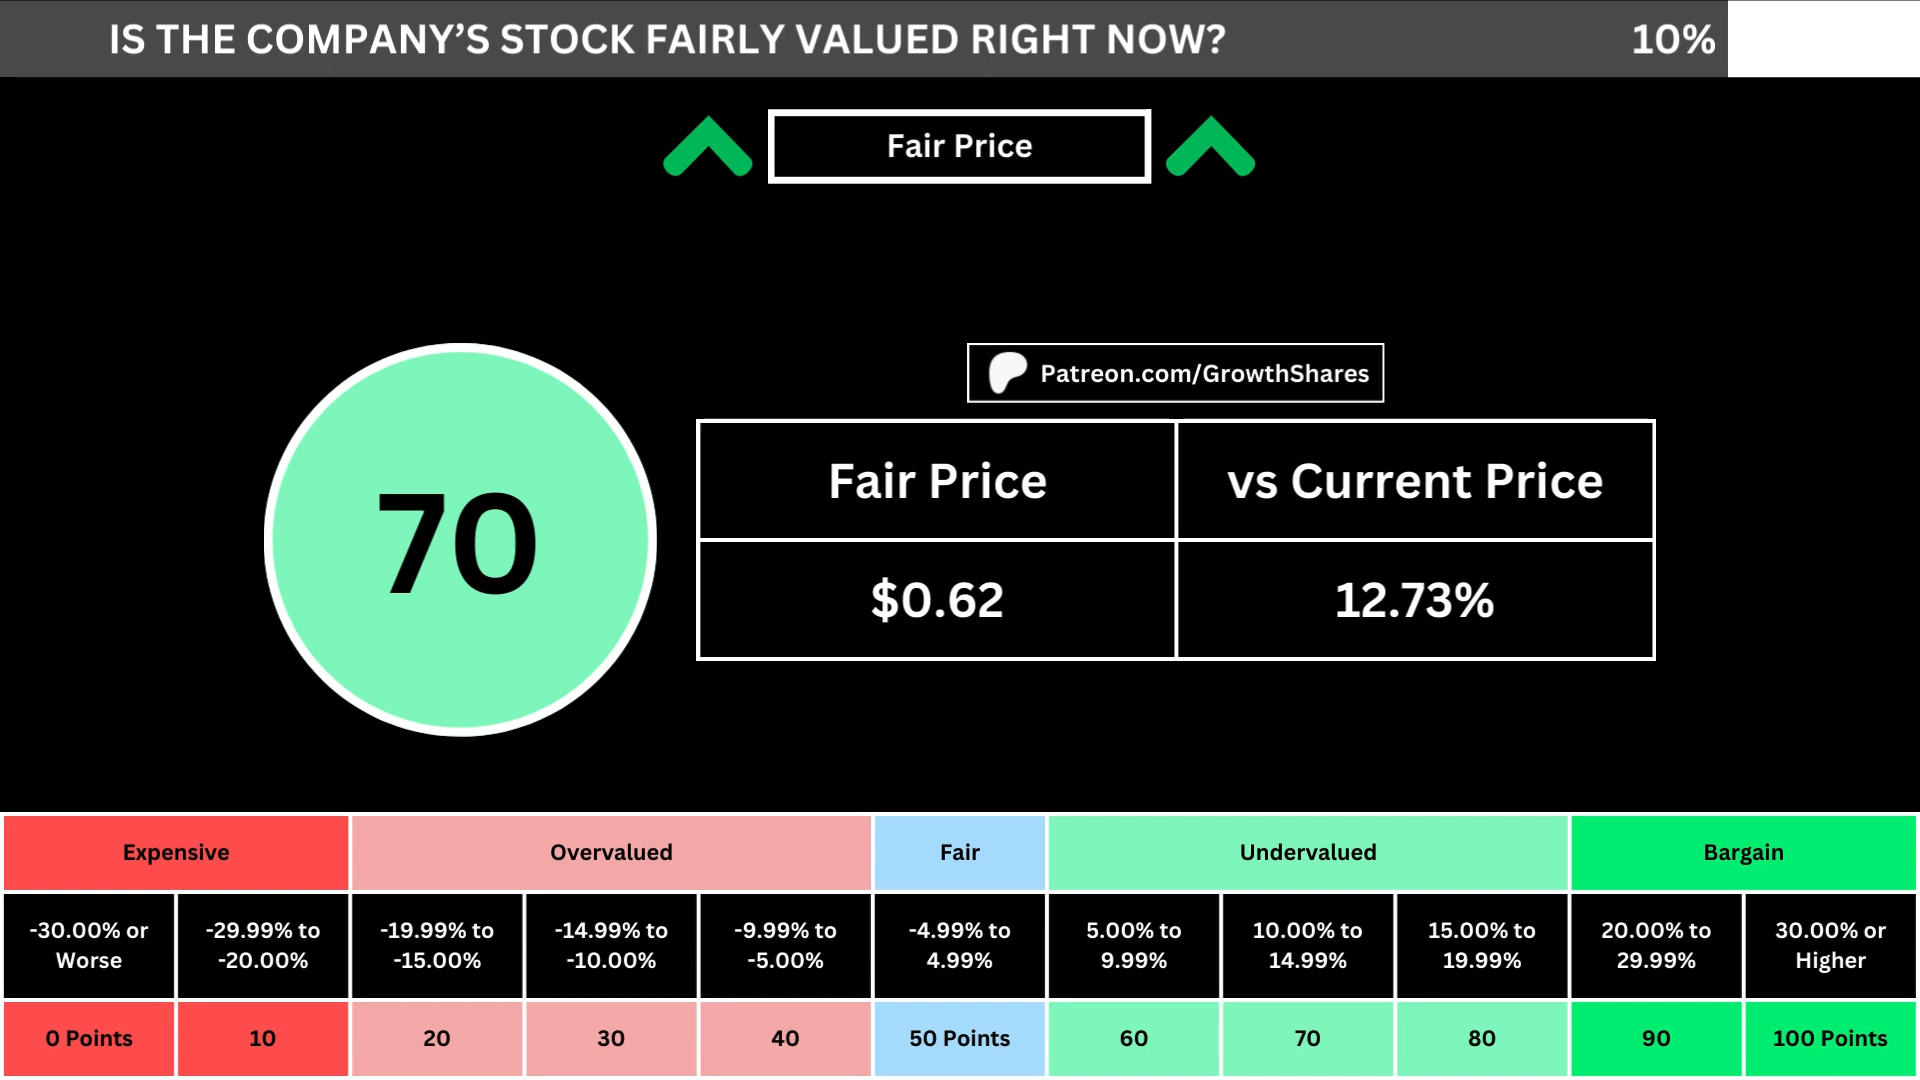 IS THE COMPANY’S STOCK FAIRLY VALUED RIGHT NOW? 10%
Fair Price
70
Patreon.com/GrowthShares
Fair Price vs Current Price
$0.62 12.73%
Expensive Overvalued Fair Undervalued Bargain
-30.00% or -29.99% to -19.99% to -14.99% to -9.99% to -4.99% to 5.00% to 10.00% to 15.00% to 20.00% to 30.00% or
Worse -20.00% -15.00% -10.00% -5.00% 4.99% 9.99% 14.99% 19.99% 29.99% Higher
0 Points 10 20 30 40 50 Points 60 70 80 90 100 Points